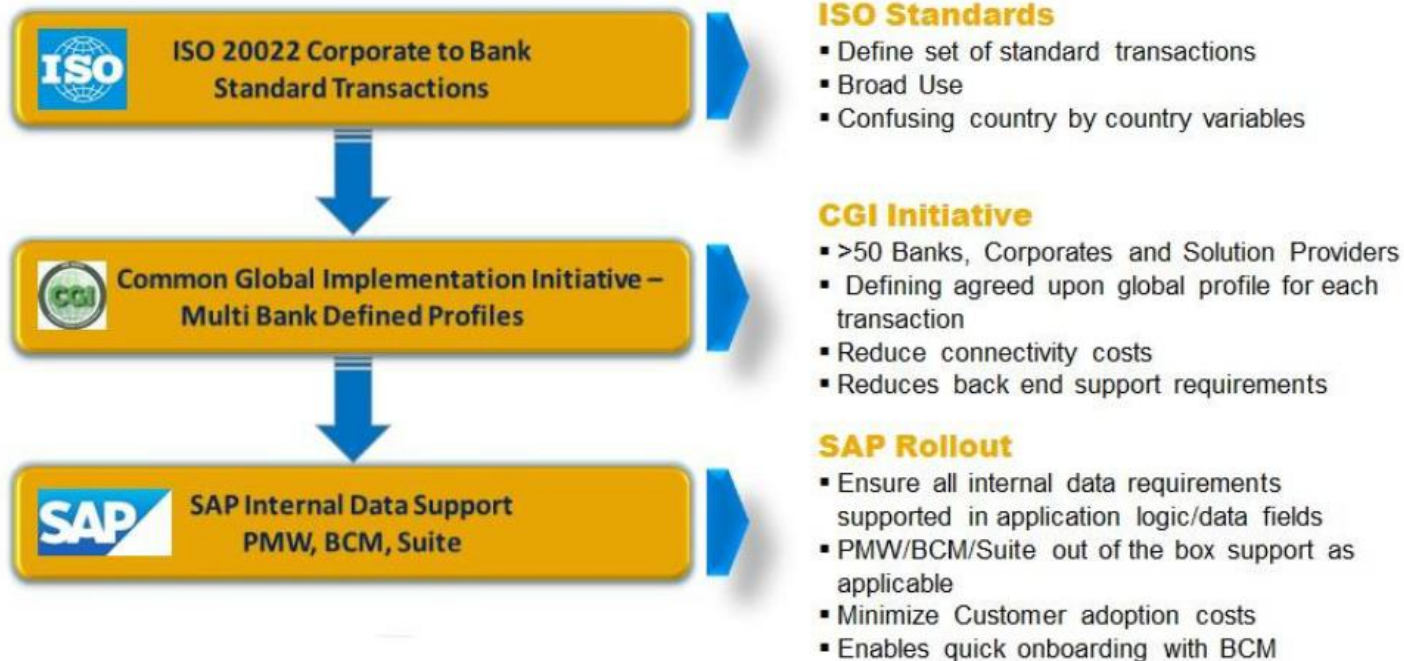 ISO
ISO 20022 Corporate to Bank
Standard Transactions
ISO Standards
▪ Define set of standard transactions
▪ Broad Use
▪ Confusing country by country variables
CGI
Common Global Implementation Initiative –
Multi Bank Defined Profiles
CGI Initiative
▪ >50 Banks, Corporates and Solution Providers
▪ Defining agreed upon global profile for each
transaction
▪ Reduce connectivity costs
▪ Reduces back end support requirements
SAP
SAP Internal Data Support
PMW, BCM, Suite
SAP Rollout
▪ Ensure all internal data requirements
supported in application logic/data fields
▪ PMW/BCM/Suite out of the box support as
applicable
▪ Minimize Customer adoption costs
▪ Enables quick onboarding with BCM